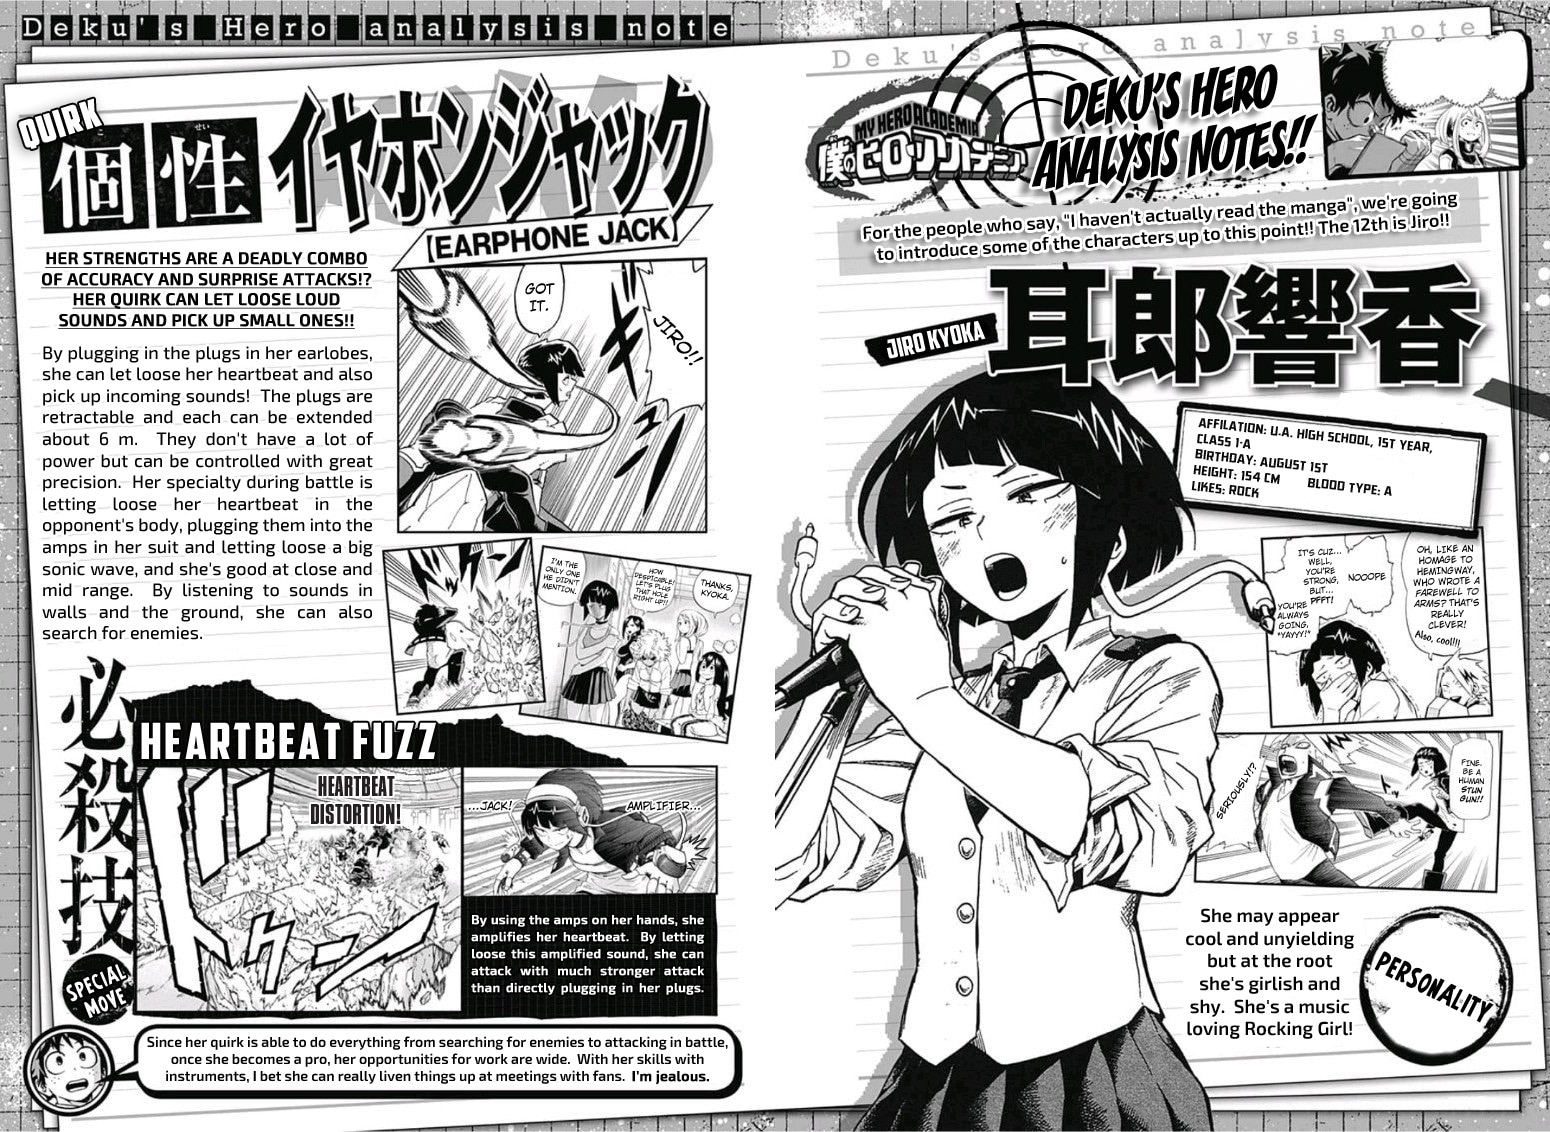 Deku's Hero analysis note
QUIRK
個性
せい
イヤホンジャック
【EARPHONE JACK】
HER STRENGTHS ARE A DEADLY COMBO
OF ACCURACY AND SURPRISE ATTACKS!?
HER QUIRK CAN LET LOOSE LOUD
SOUNDS AND PICK UP SMALL ONES!!
By plugging in the plugs in her earlobes,
she can let loose her heartbeat and also
pick up incoming sounds! The plugs are
retractable and each can be extended
about 6 m. They don't have a lot of
power but can be controlled with great
precision. Her specialty during battle is
letting loose her heartbeat in the
opponent's body, plugging them into the
amps in her suit and letting loose a big
sonic wave, and she's good at close and
mid range. By listening to sounds in
walls and the ground, she can also
search for enemies.
GOT
IT.
JIRO!!
I'M THE
ONLY ONE
HE DIDN'T
MENTION.
HOW
DESPICABLE!
LET'S PLUG
THAT HOLE
RIGHT UP!!
THANKS,
KYOKA.
必殺技
SPECIAL
MOVE
HEARTBEAT FUZZ
HEARTBEAT
DISTORTION!
ドクン
...JACK!
AMPLIFIER...
By using the amps on her hands, she
amplifies her heartbeat. By letting
loose this amplified sound, she can
attack with much stronger attack
than directly plugging in her plugs.
Since her quirk is able to do everything from searching for enemies to attacking in battle,
once she becomes a pro, her opportunities for work are wide. With her skills with
instruments, I bet she can really liven things up at meetings with fans. I'm jealous.
Deku's Hero analysis note
MY HERO ACADEMIA
僕のヒーローアカデミア
DEKU'S HERO
ANALYSIS NOTES!!
For the people who say, "I haven't actually read the manga", we're going
to introduce some of the characters up to this point!! The 12th is Jiro!!
JIRO KYOKA
耳郎響香
AFFILATION: U.A. HIGH SCHOOL, 1ST YEAR,
CLASS 1-A
BIRTHDAY: AUGUST 1ST
HEIGHT: 154 CM BLOOD TYPE: A
LIKES: ROCK
IT'S CUZ...
WELL,
YOU'RE
STRONG,
BUT...
PFFT!
YOU'RE
ALWAYS
GOING,
"YAYYY!"
NOOOPE
OH, LIKE AN
HOMAGE TO
HEMINGWAY,
WHO WROTE A
FAREWELL TO
ARMS? THAT'S
REALLY
CLEVER!
Also, cool!!!
SERIOUSLY!?
FINE.
BE A
HUMAN
STUN
GUN!!
She may appear
cool and unyielding
but at the root
she's girlish and
shy. She's a music
loving Rocking Girl!
PERSONALITY